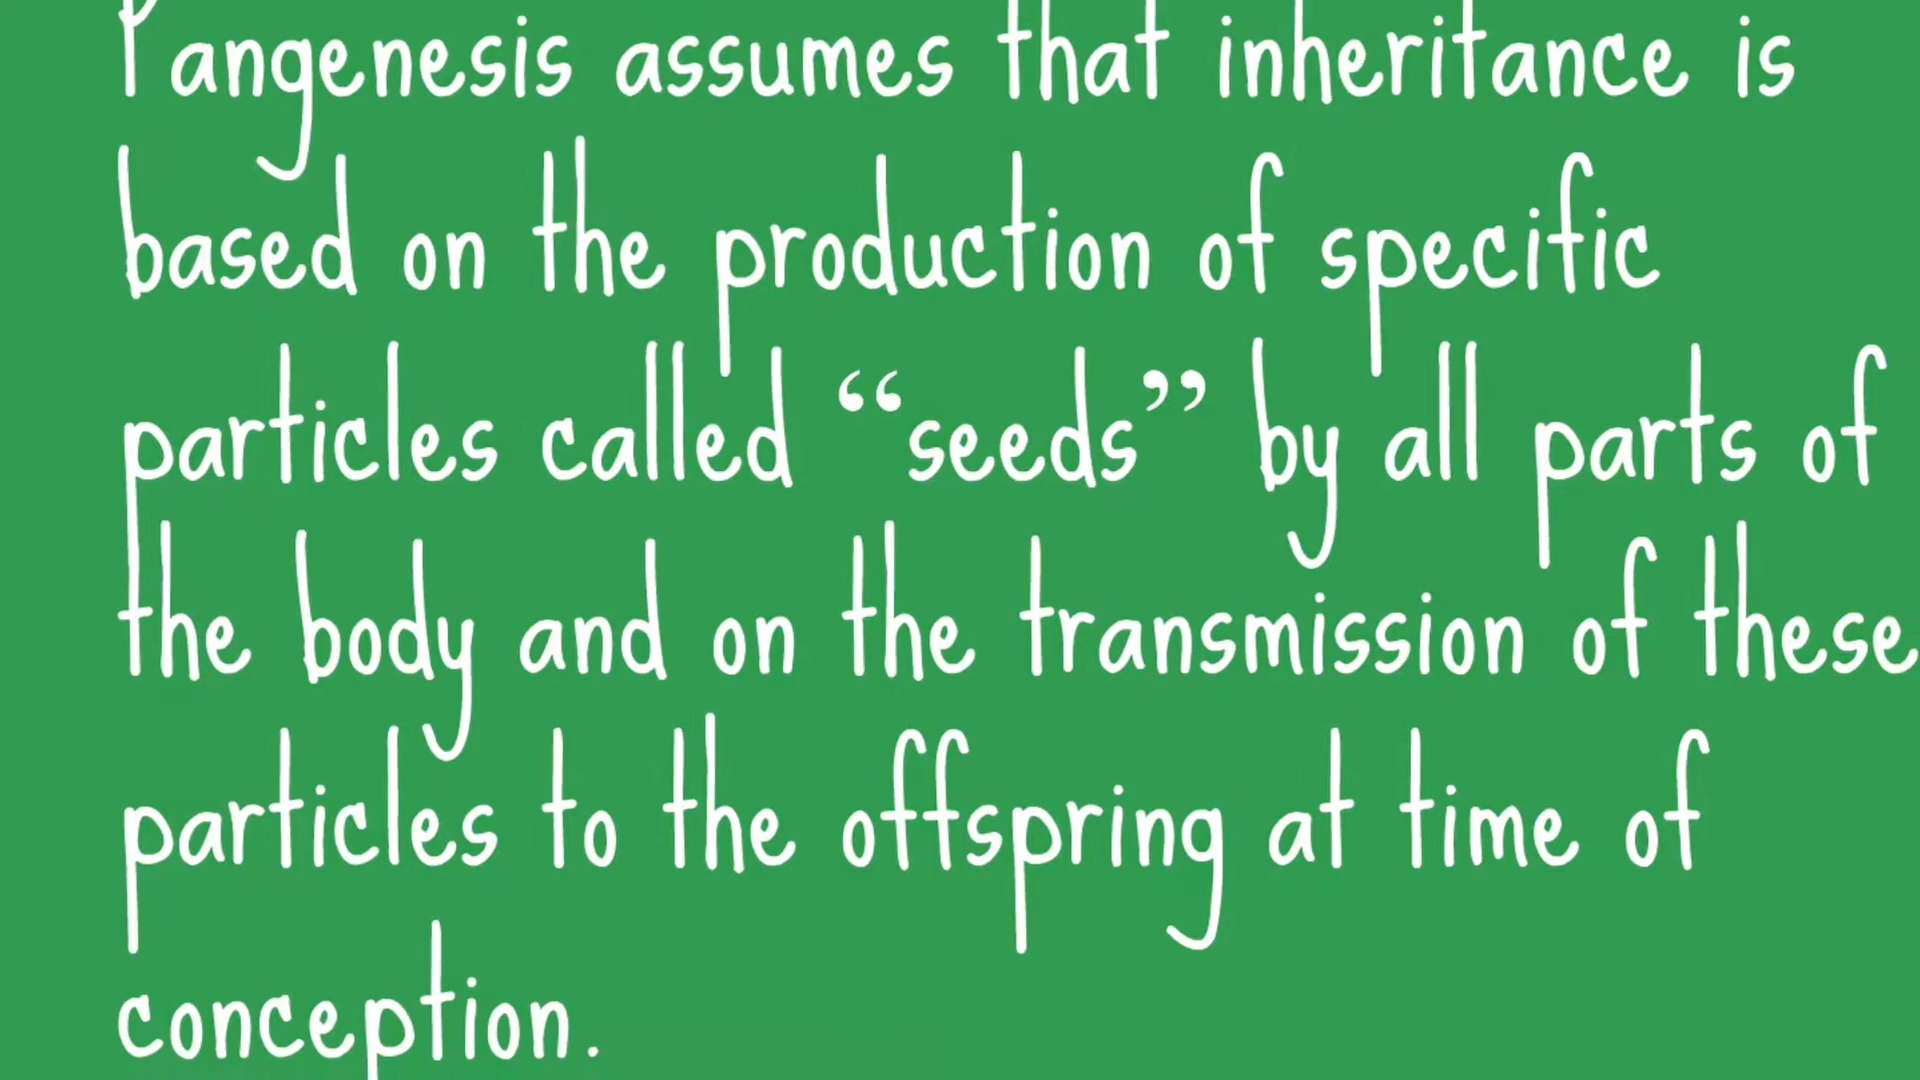 Pangenesis assumes that inheritance is
based on the production of specific
particles called “seeds” by all parts of
the body and on the transmission of these
particles to the offspring at time of
conception.